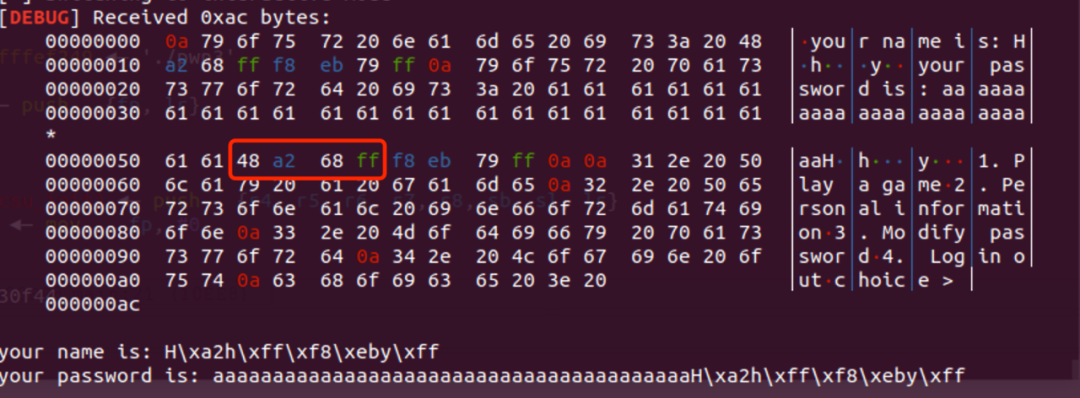 [DEBUG] Received 0xac bytes:
00000000 0a 79 6f 75 72 20 6e 61 6d 65 20 69 73 3a 20 48 │·you│r na│me i│s: H│
00000010 a2 68 ff f8 eb 79 ff 0a 79 6f 75 72 20 70 61 73 │·h··│·y··│your│ pas│
00000020 73 77 6f 72 64 20 69 73 3a 20 61 61 61 61 61 61 │swor│d is│: aa│aaaa│
00000030 61 61 61 61 61 61 61 61 61 61 61 61 61 61 61 61 │aaaa│aaaa│aaaa│aaaa│
*
00000050 61 61 48 a2 68 ff f8 eb 79 ff 0a 0a 31 2e 20 50 │aaH·│h···│y···│1. P│
00000060 6c 61 79 20 61 20 67 61 6d 65 0a 32 2e 20 50 65 │lay │a ga│me·2│. Pe│
00000070 72 73 6f 6e 61 6c 20 69 6e 66 6f 72 6d 61 74 69 │rson│al i│nfor│mati│
00000080 6f 6e 0a 33 2e 20 4d 6f 64 69 66 79 20 70 61 73 │on·3│. Mo│dify│ pas│
00000090 73 77 6f 72 64 0a 34 2e 20 4c 6f 67 69 6e 20 6f │swor│d·4.│ Log│in o│
000000a0 75 74 0a 63 68 6f 69 63 65 20 3e 20 │ut·c│hoic│e > │
000000ac
your name is: H\xa2h\xff\xf8\xeby\xff
your password is: aaaaaaaaaaaaaaaaaaaaaaaaaaaaaaaaaaaaaaaaH\xa2h\xff\xf8\xeby\xff